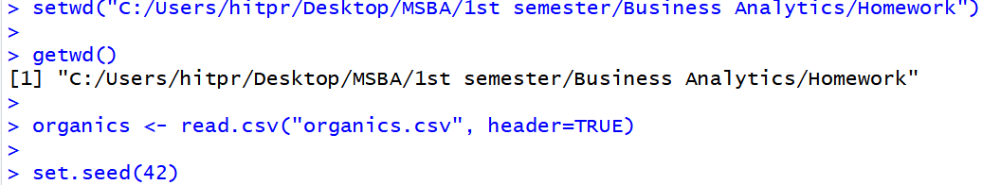 > setwd("C:/Users/hitpr/Desktop/MSBA/1st semester/Business Analytics/Homework")
>
> getwd()
[1] "C:/Users/hitpr/Desktop/MSBA/1st semester/Business Analytics/Homework"
>
> organics <- read.csv("organics.csv", header=TRUE)
>
> set.seed(42)